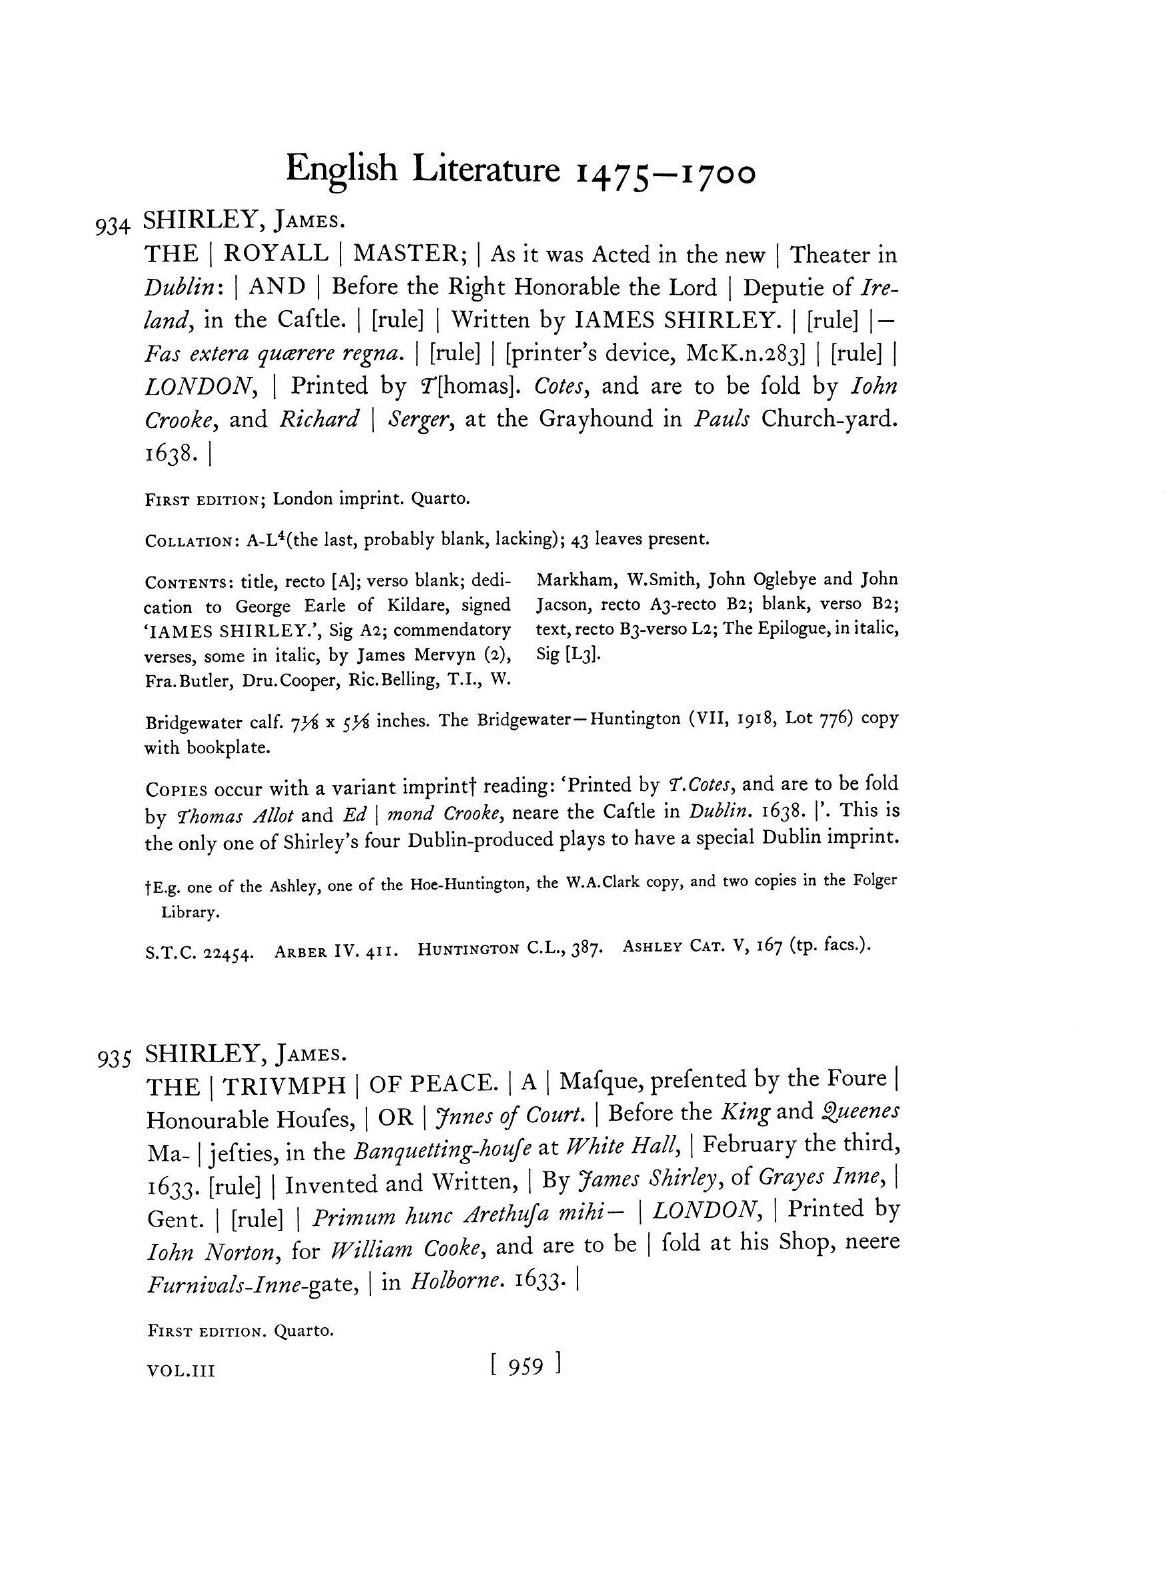 English Literature 1475–1700
934 SHIRLEY, JAMES.
THE | ROYALL | MASTER; | As it was Acted in the new | Theater in
Dublin: | AND | Before the Right Honorable the Lord | Deputie of Ire-
land, in the Caſtle. | [rule] | Written by IAMES SHIRLEY. | [rule] |—
Fas extera quærere regna. | [rule] | [printer's device, McK.n.283] | [rule] |
LONDON, | Printed by T[homas]. Cotes, and are to be ſold by Iohn
Crooke, and Richard | Serger, at the Grayhound in Pauls Church-yard.
1638. |
FIRST EDITION; London imprint. Quarto.
COLLATION: A-L⁴(the last, probably blank, lacking); 43 leaves present.
CONTENTS: title, recto [A]; verso blank; dedi-
cation to George Earle of Kildare, signed
'IAMES SHIRLEY.', Sig A2; commendatory
verses, some in italic, by James Mervyn (2),
Fra.Butler, Dru.Cooper, Ric.Belling, T.I., W.
Markham, W.Smith, John Oglebye and John
Jacson, recto A3-recto B2; blank, verso B2;
text, recto B3-verso L2; The Epilogue, in italic,
Sig [L3].
Bridgewater calf. 7⅛ x 5⅛ inches. The Bridgewater—Huntington (VII, 1918, Lot 776) copy
with bookplate.
COPIES occur with a variant imprint† reading: 'Printed by T.Cotes, and are to be ſold
by Thomas Allot and Ed | mond Crooke, neare the Caſtle in Dublin. 1638. |'. This is
the only one of Shirley's four Dublin-produced plays to have a special Dublin imprint.
†E.g. one of the Ashley, one of the Hoe-Huntington, the W.A.Clark copy, and two copies in the Folger
Library.
S.T.C. 22454. ARBER IV. 411. HUNTINGTON C.L., 387. ASHLEY CAT. V, 167 (tp. facs.).
935 SHIRLEY, JAMES.
THE | TRIVMPH | OF PEACE. | A | Maſque, preſented by the Foure |
Honourable Houſes, | OR | Jnnes of Court. | Before the King and Queenes
Ma- | jeſties, in the Banquetting-houſe at White Hall, | February the third,
1633. [rule] | Invented and Written, | By James Shirley, of Grayes Inne, |
Gent. | [rule] | Primum hunc Arethuſa mihi— | LONDON, | Printed by
Iohn Norton, for William Cooke, and are to be | ſold at his Shop, neere
Furnivals-Inne-gate, | in Holborne. 1633. |
FIRST EDITION. Quarto.
VOL.III [ 959 ]